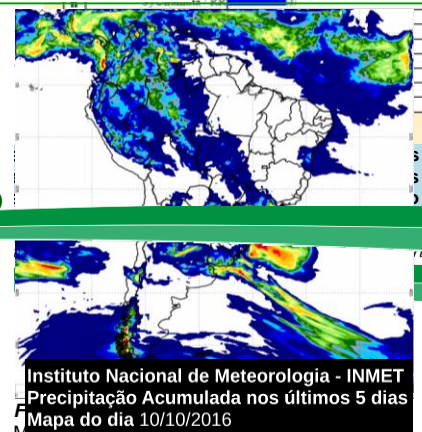 Instituto Nacional de Meteorologia - INMET
Precipitação Acumulada nos últimos 5 dias
Mapa do dia 10/10/2016